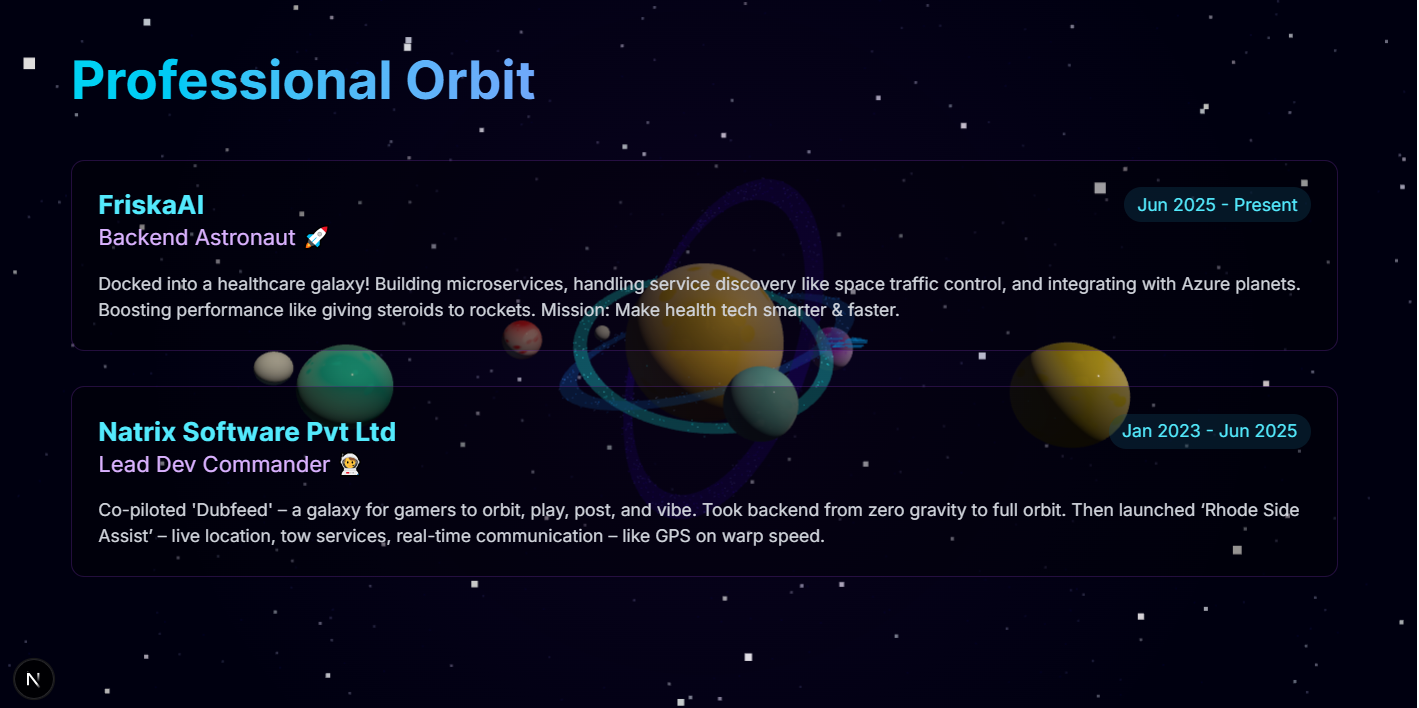 Professional Orbit
FriskaAI
Jun 2025 - Present
Backend Astronaut 🚀
Docked into a healthcare galaxy! Building microservices, handling service discovery like space traffic control, and integrating with Azure planets.
Boosting performance like giving steroids to rockets. Mission: Make health tech smarter & faster.
Natrix Software Pvt Ltd
Jan 2023 - Jun 2025
Lead Dev Commander 🧑‍🚀
Co-piloted 'Dubfeed' – a galaxy for gamers to orbit, play, post, and vibe. Took backend from zero gravity to full orbit. Then launched ‘Rhode Side
Assist’ – live location, tow services, real-time communication – like GPS on warp speed.
N